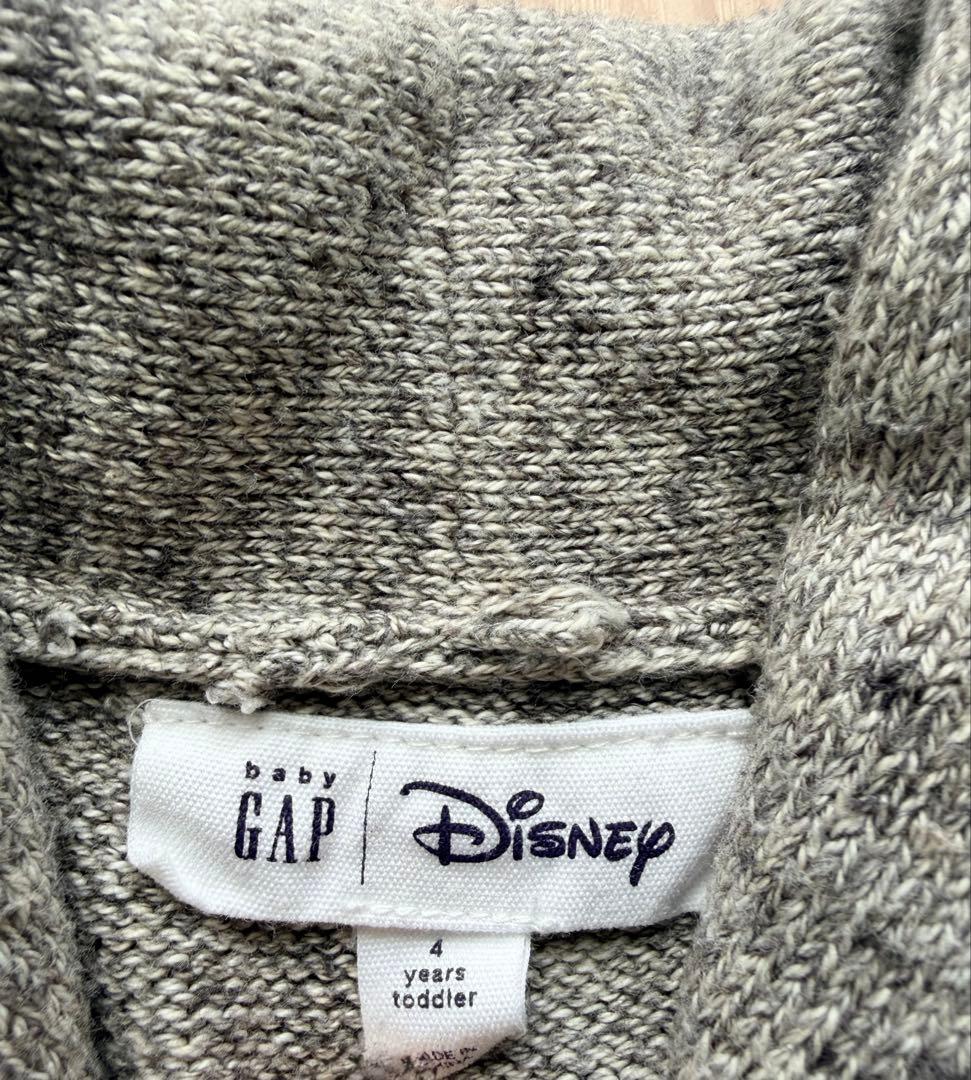 baby
GAP
Disney
4
years
toddler